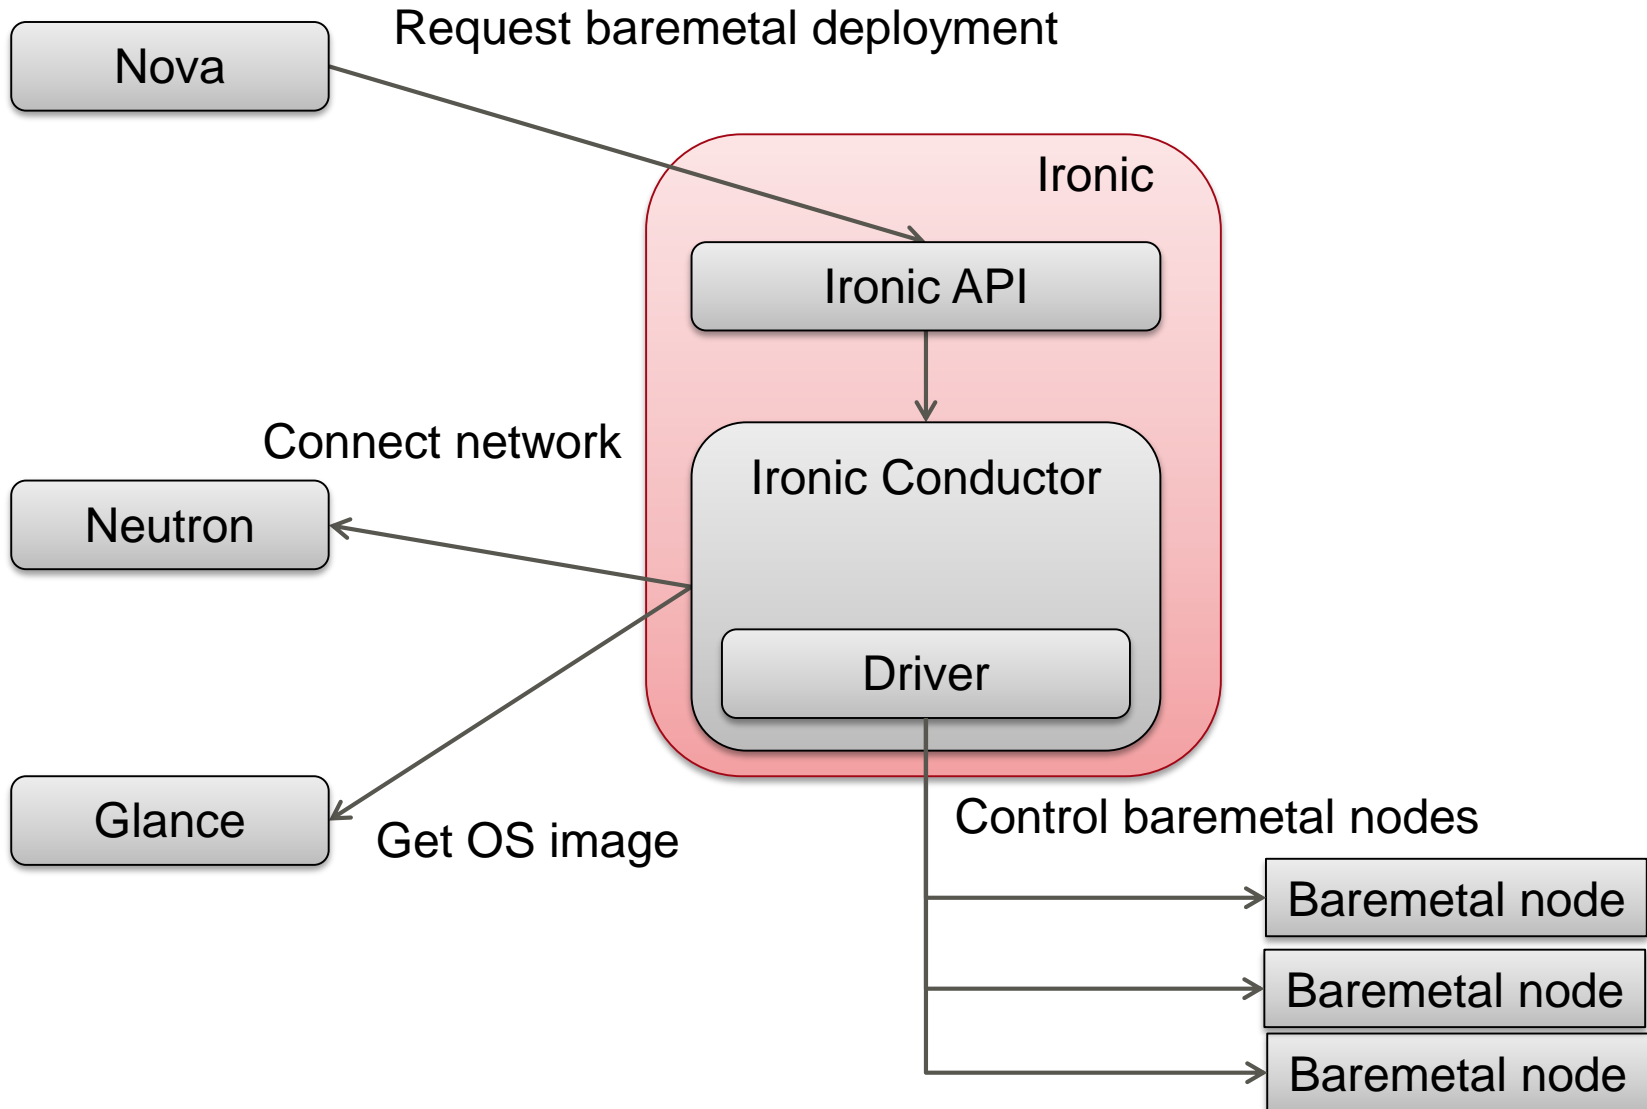 Request baremetal deployment
Nova
Ironic
Ironic API
Connect network
Ironic Conductor
Neutron
Driver
Glance
Get OS image
Control baremetal nodes
Baremetal node
Baremetal node
Baremetal node